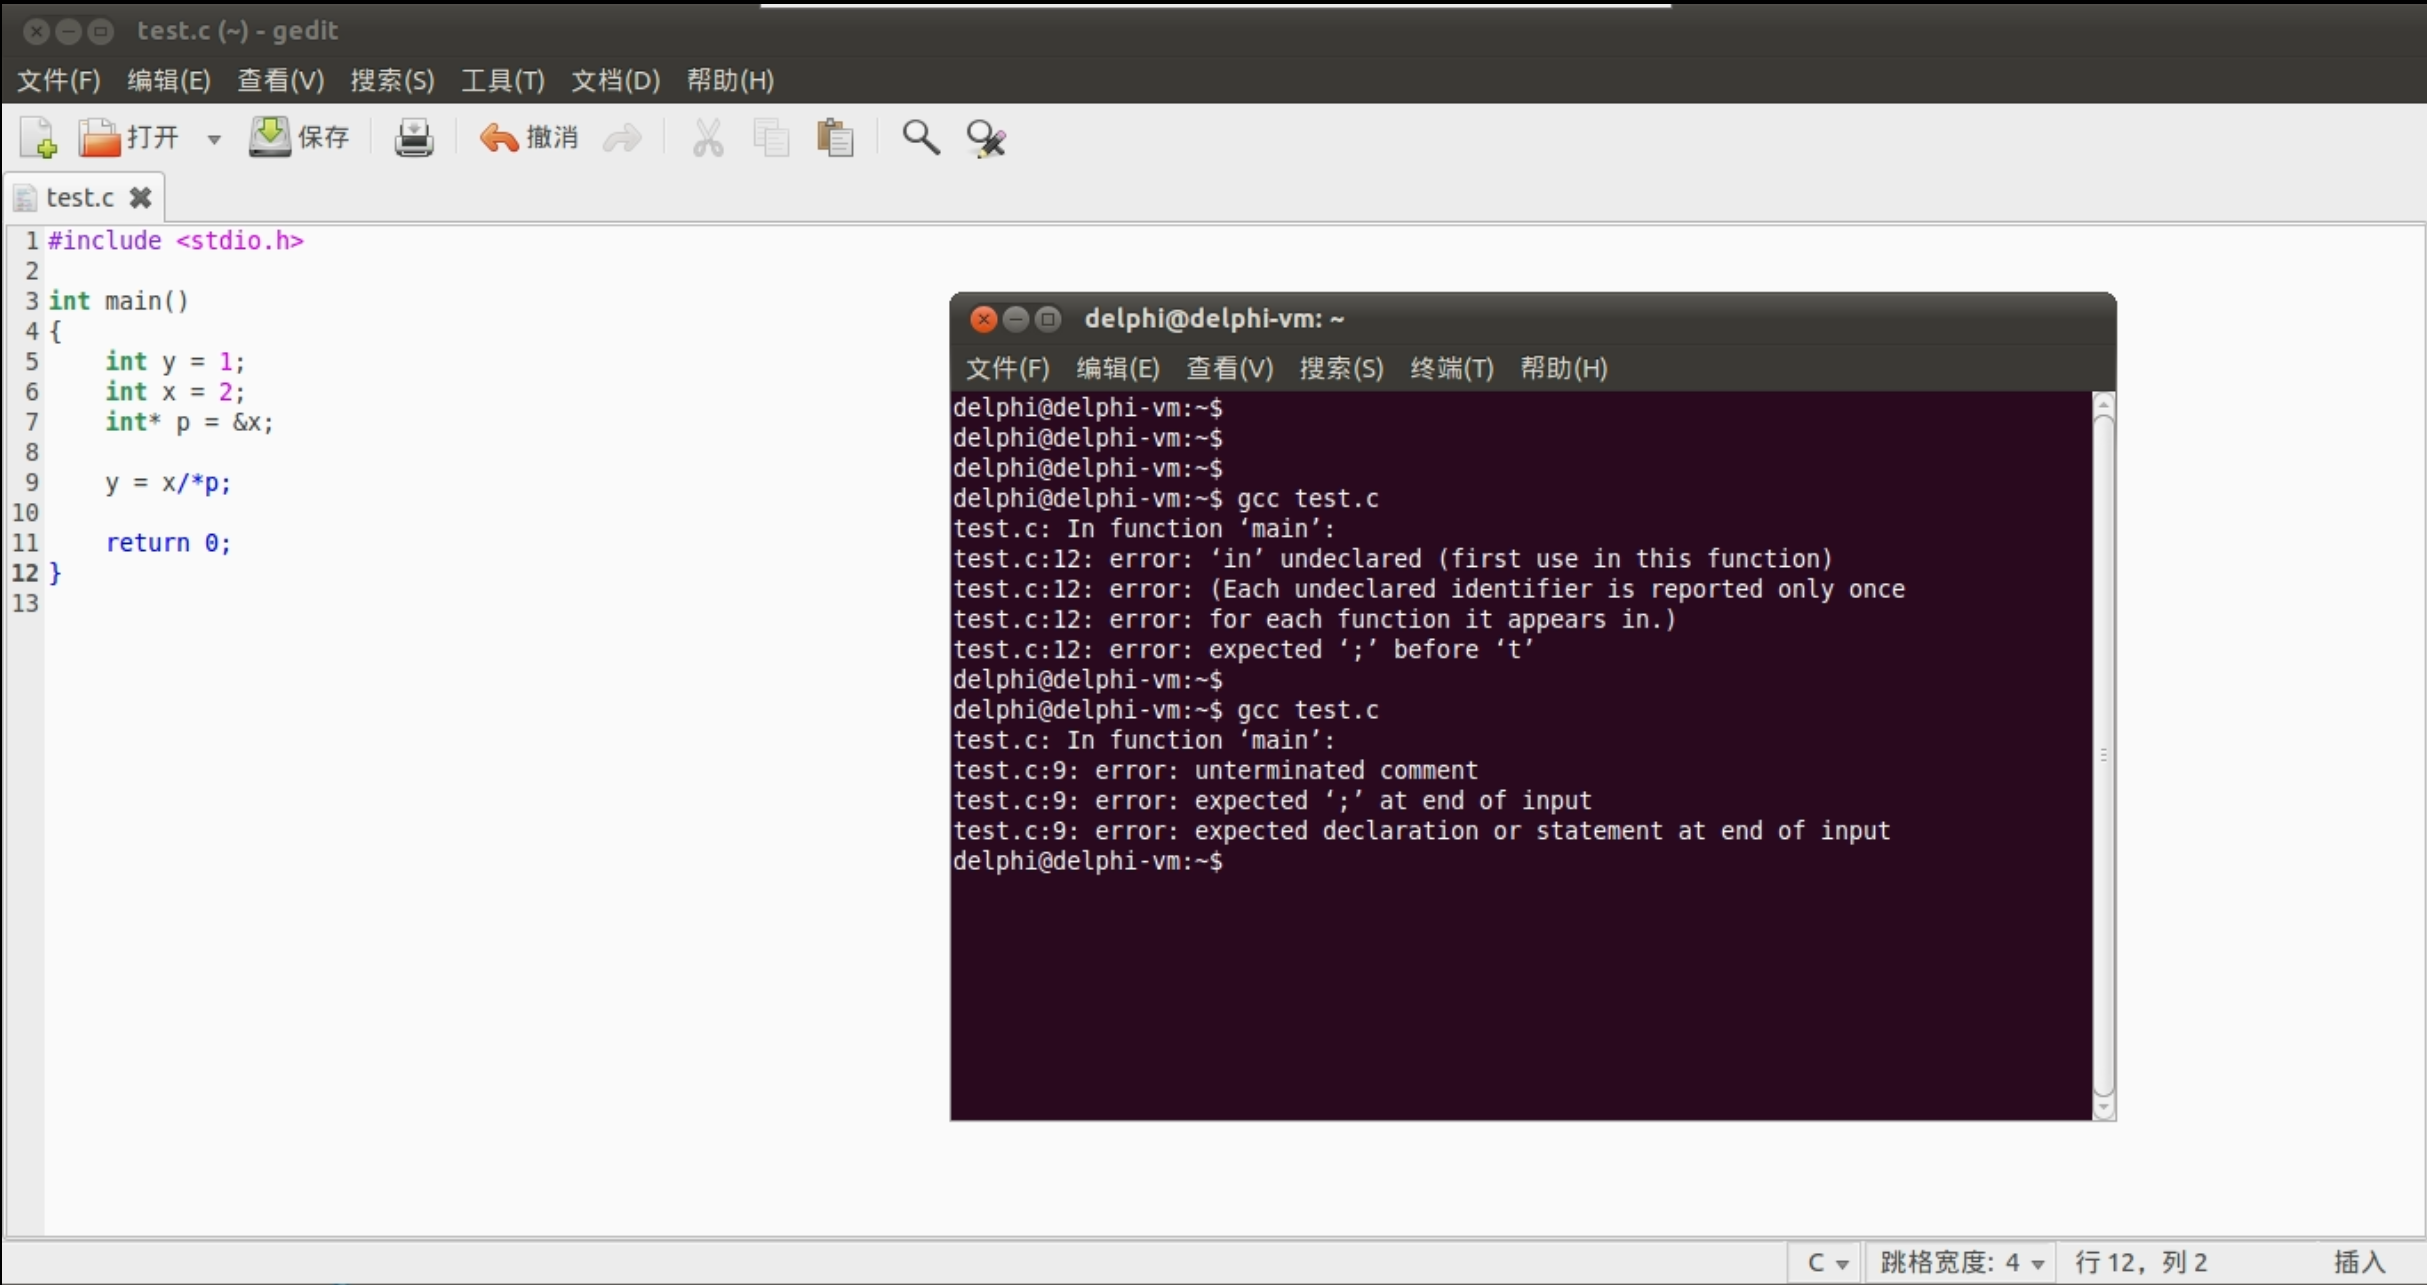 test.c (~) - gedit
文件(F) 编辑(E) 查看(V) 搜索(S) 工具(T) 文档(D) 帮助(H)
打开 保存 撤消
test.c
1 #include <stdio.h>
2
3 int main()
4 {
5     int y = 1;
6     int x = 2;
7     int* p = &x;
8
9     y = x/*p;
10
11     return 0;
12 }
13
delphi@delphi-vm: ~
文件(F) 编辑(E) 查看(V) 搜索(S) 终端(T) 帮助(H)
delphi@delphi-vm:~$
delphi@delphi-vm:~$
delphi@delphi-vm:~$
delphi@delphi-vm:~$ gcc test.c
test.c: In function ‘main’:
test.c:12: error: ‘in’ undeclared (first use in this function)
test.c:12: error: (Each undeclared identifier is reported only once
test.c:12: error: for each function it appears in.)
test.c:12: error: expected ‘;’ before ‘t’
delphi@delphi-vm:~$
delphi@delphi-vm:~$ gcc test.c
test.c: In function ‘main’:
test.c:9: error: unterminated comment
test.c:9: error: expected ‘;’ at end of input
test.c:9: error: expected declaration or statement at end of input
delphi@delphi-vm:~$
C 跳格宽度: 4 行 12，列 2 插入